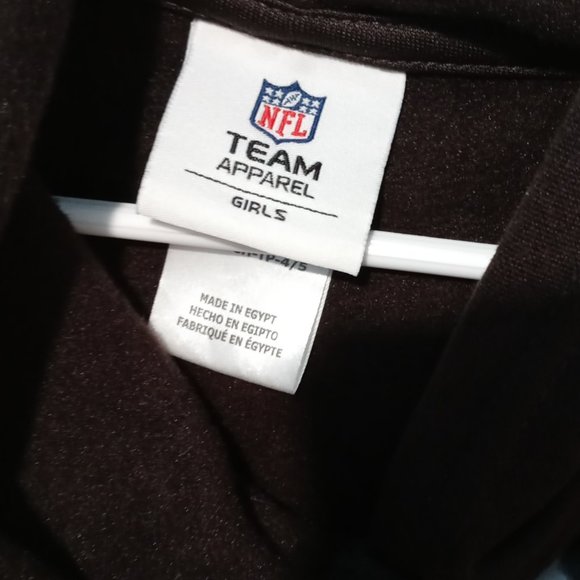 NFL
TEAM
APPAREL
GIRLS
MADE IN EGYPT
HECHO EN EGIPTO
FABRIQUÉ EN ÉGYPTE